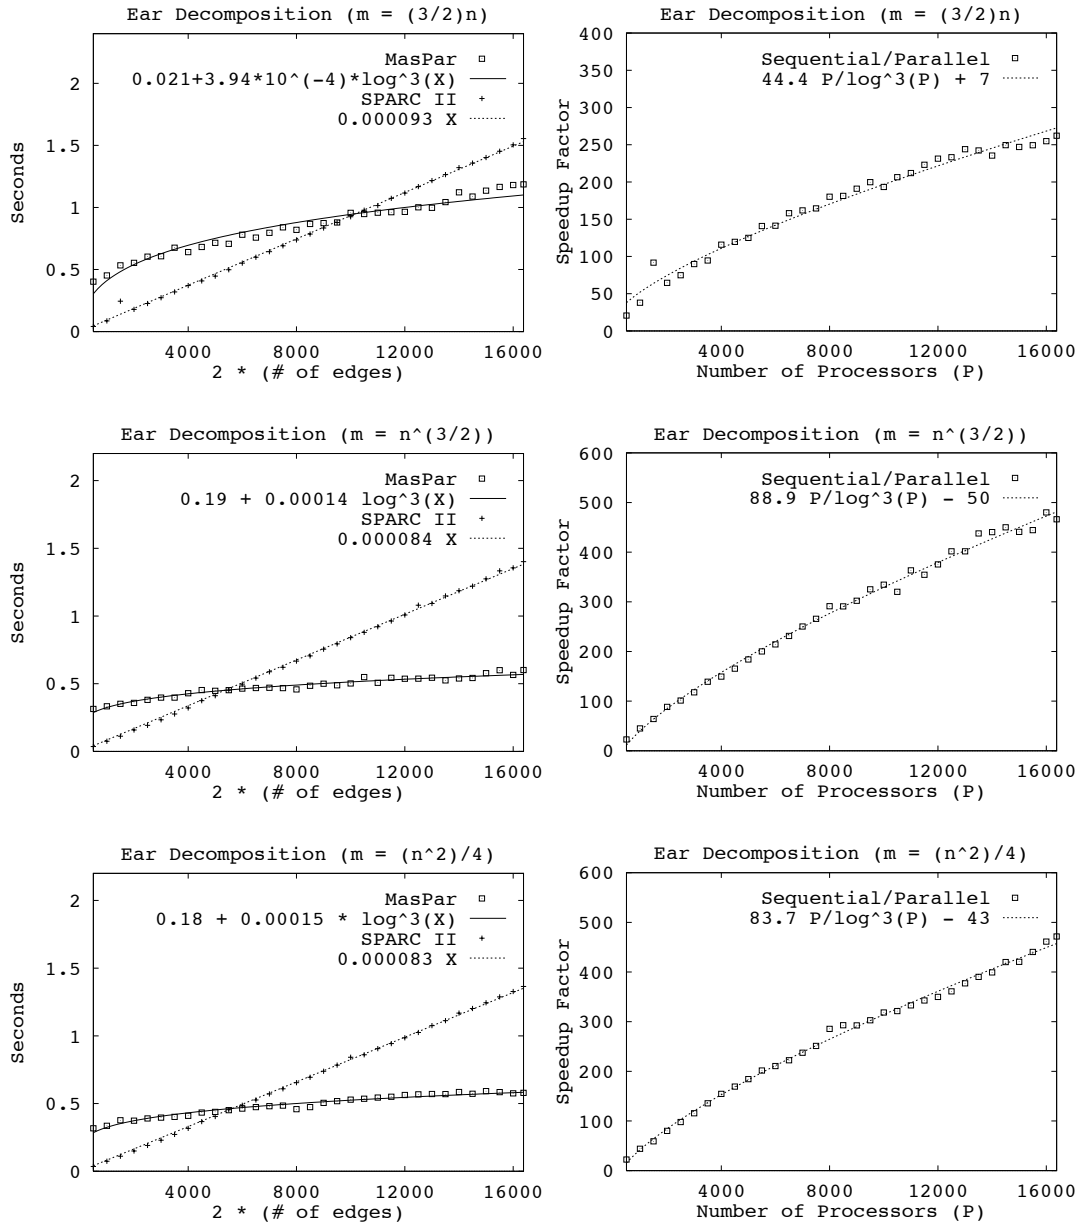 Ear Decomposition (m = (3/2)n)
MasPar
0.021+3.94*10^(-4)*log^3(X)
SPARC II
0.000093 X
Seconds
2
1.5
1
0.5
0
4000 8000 12000 16000
2 * (# of edges)
Ear Decomposition (m = (3/2)n)
Sequential/Parallel
44.4 P/log^3(P) + 7
Speedup Factor
400
350
300
250
200
150
100
50
0
4000 8000 12000 16000
Number of Processors (P)
Ear Decomposition (m = n^(3/2))
MasPar
0.19 + 0.00014 log^3(X)
SPARC II
0.000084 X
Seconds
2
1.5
1
0.5
0
4000 8000 12000 16000
2 * (# of edges)
Ear Decomposition (m = n^(3/2))
Sequential/Parallel
88.9 P/log^3(P) - 50
Speedup Factor
600
500
400
300
200
100
0
4000 8000 12000 16000
Number of Processors (P)
Ear Decomposition (m = (n^2)/4)
MasPar
0.18 + 0.00015 * log^3(X)
SPARC II
0.000083 X
Seconds
2
1.5
1
0.5
0
4000 8000 12000 16000
2 * (# of edges)
Ear Decomposition (m = (n^2)/4)
Sequential/Parallel
83.7 P/log^3(P) - 43
Speedup Factor
600
500
400
300
200
100
0
4000 8000 12000 16000
Number of Processors (P)